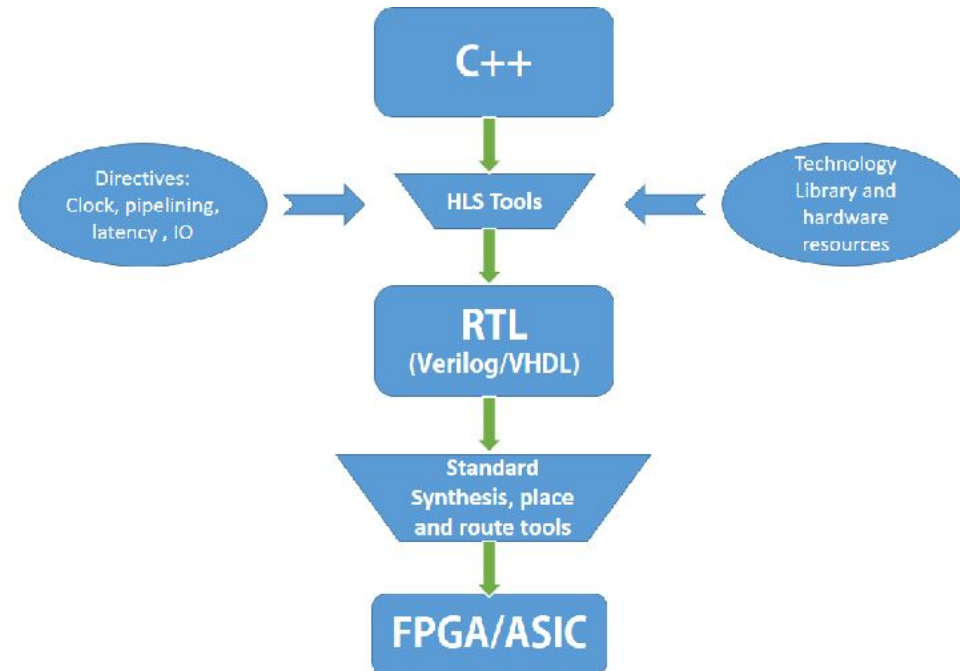 C++
Directives:
Clock, pipelining,
latency , IO
HLS Tools
Technology
Library and
hardware
resources
RTL
(Verilog/VHDL)
Standard
Synthesis, place
and route tools
FPGA/ASIC